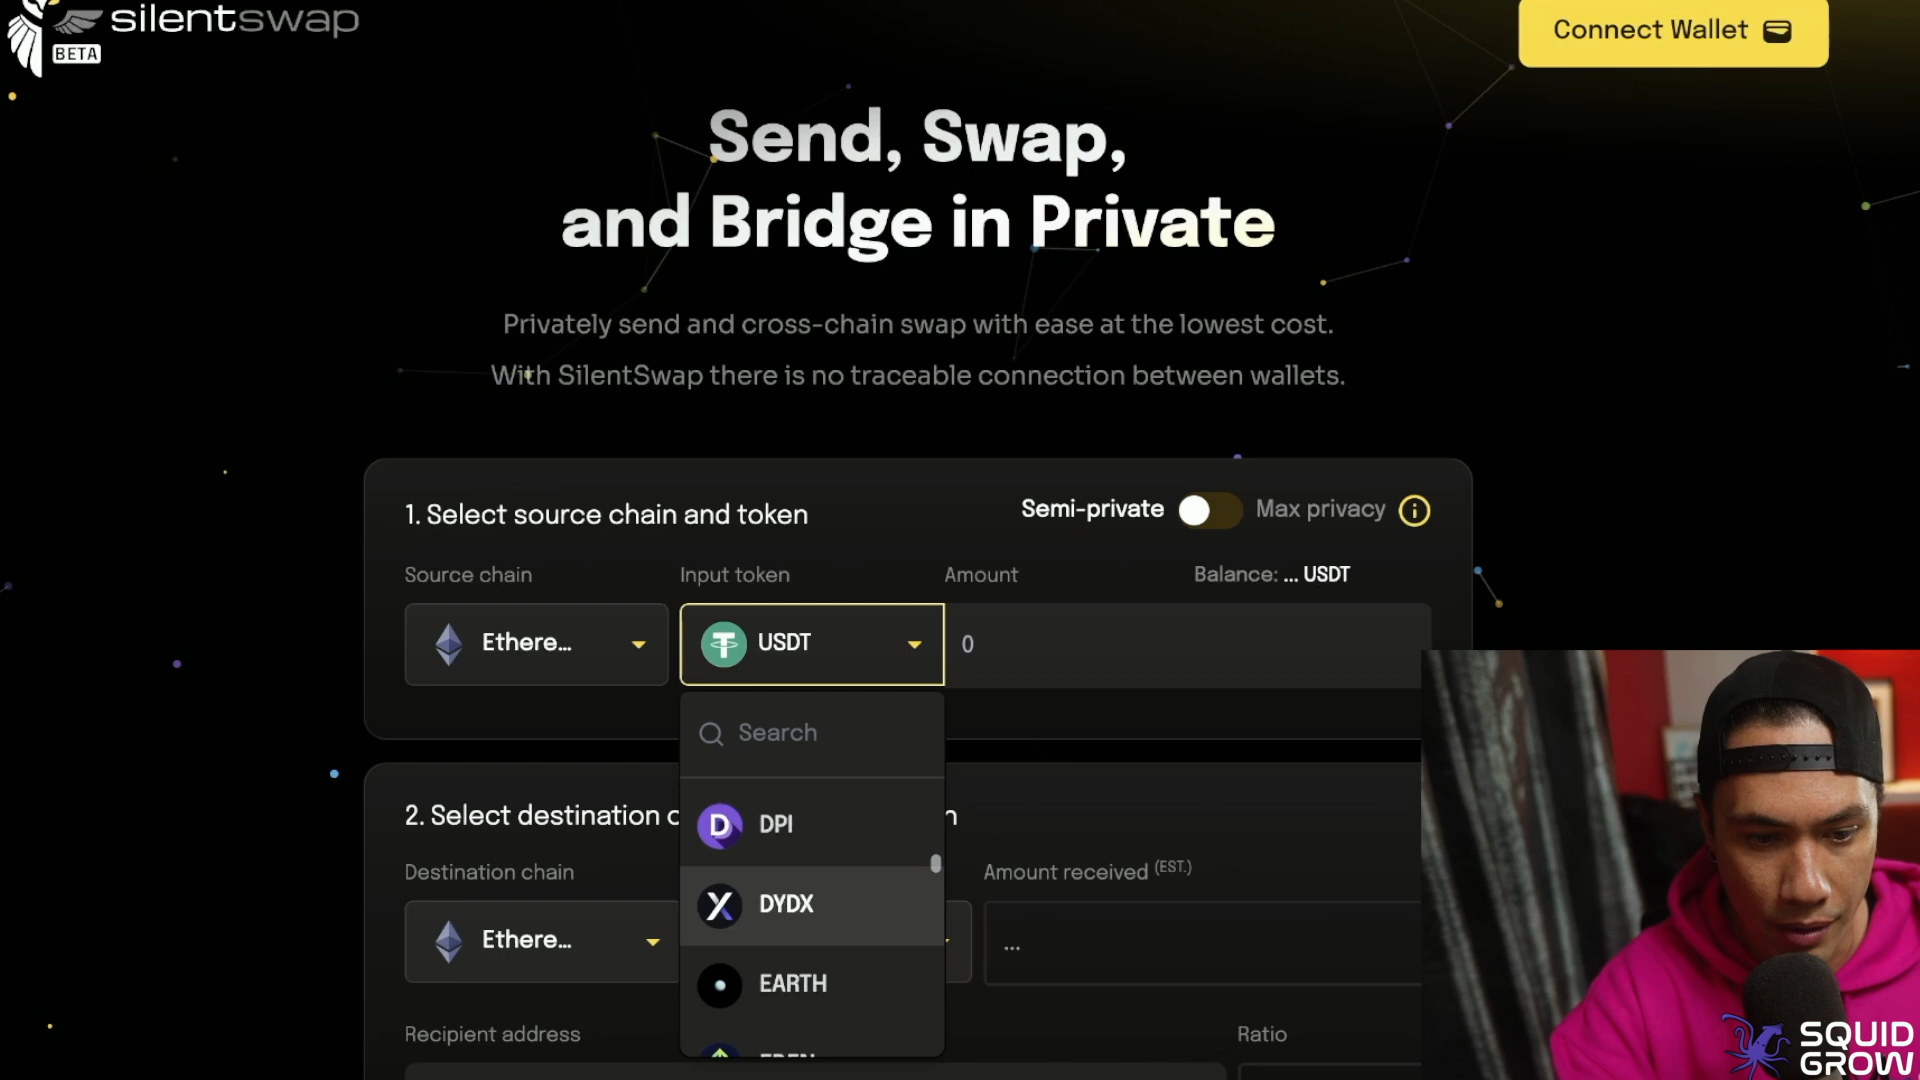 silentswap
BETA
Connect Wallet
Send, Swap,
and Bridge in Private
Privately send and cross-chain swap with ease at the lowest cost.
With SilentSwap there is no traceable connection between wallets.
1. Select source chain and token
Semi-private
Max privacy
Source chain
Input token
Amount
Balance: ... USDT
Ethere...
USDT
0
Search
DPI
2. Select destination c
n
DYDX
Destination chain
Amount received (EST.)
Ethere...
...
EARTH
Recipient address
Ratio
SQUID
GROW